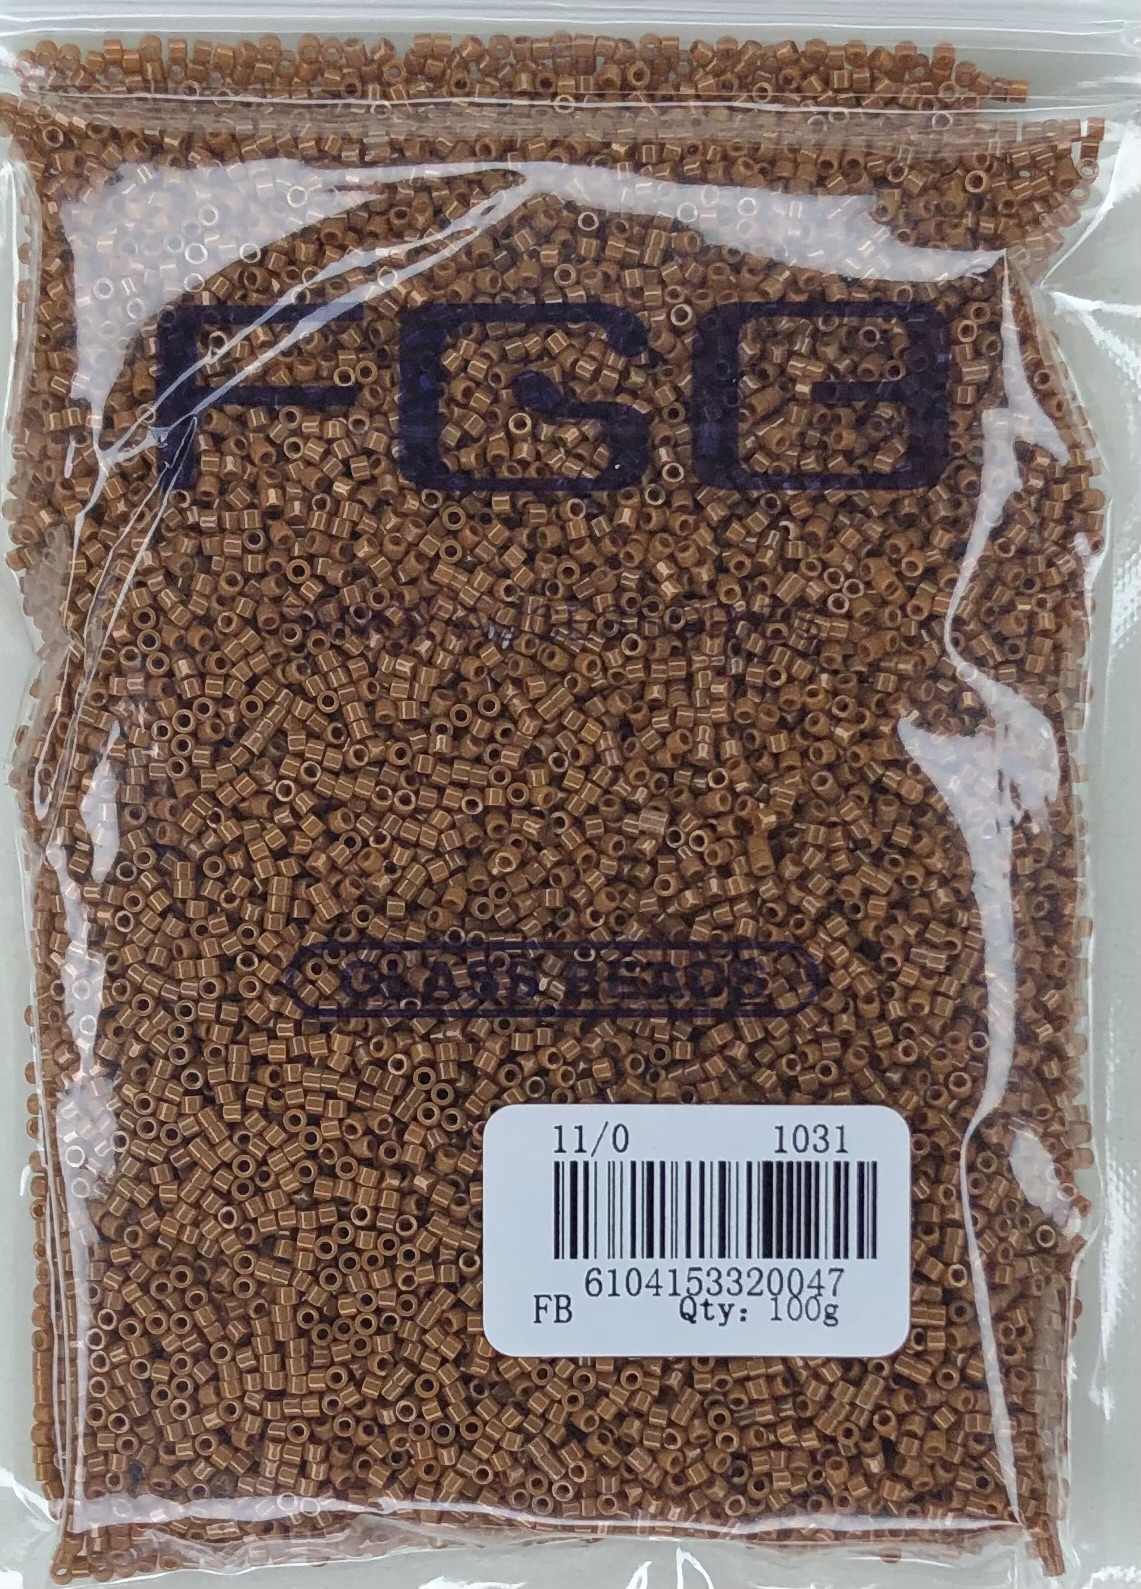 FGB
GLASS BEADS
11/0 1031
6104153320047
FB Qty: 100g